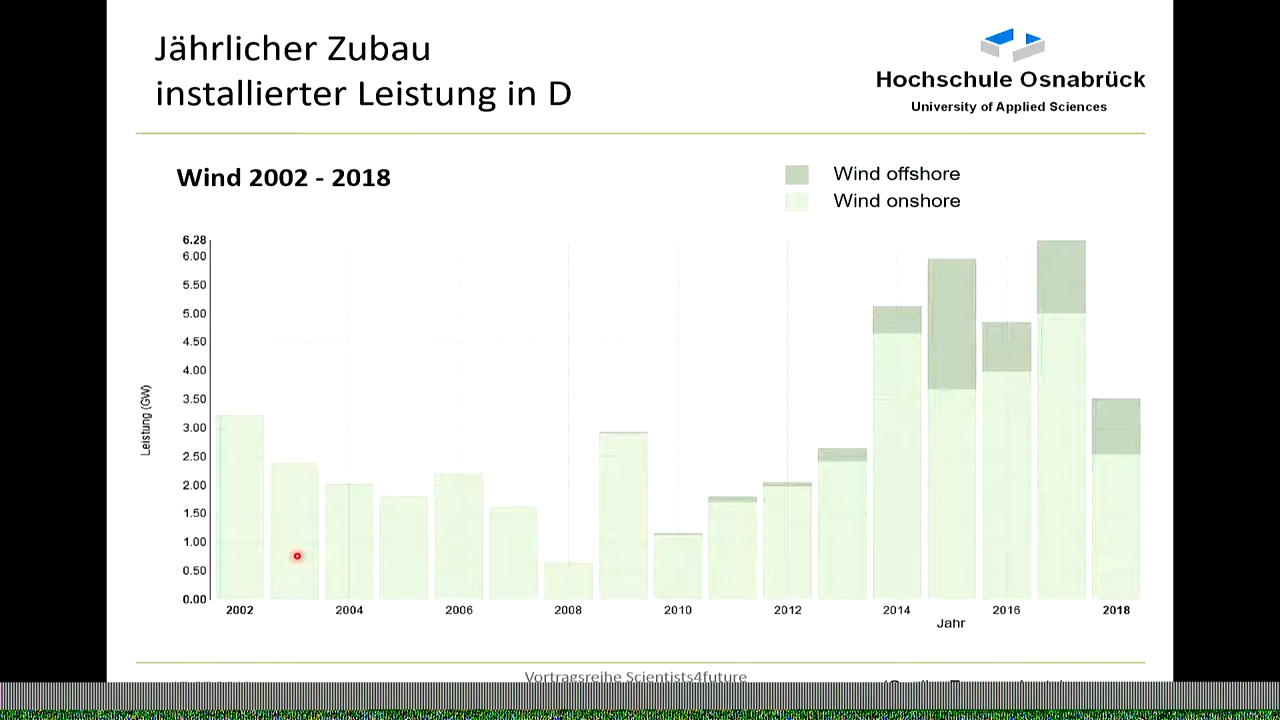 Jährlicher Zubau
installierter Leistung in D
Hochschule Osnabrück
University of Applied Sciences
Wind 2002 - 2018
Wind offshore
Wind onshore
6.28
6.00
5.50
5.00
4.50
4.00
3.50
3.00
2.50
2.00
1.50
1.00
0.50
0.00
Leistung (GW)
2002 2004 2006 2008 2010 2012 2014 2016 2018
Jahr
Vortragsreihe Scientists4future